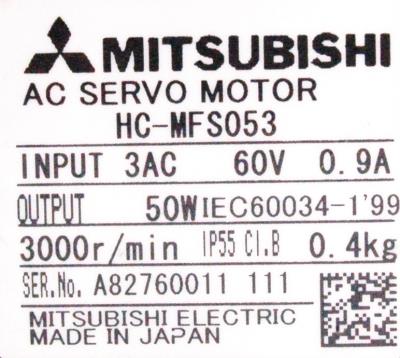 MITSUBISHI
AC SERVO MOTOR
HC-MFS053
INPUT 3AC 60V 0.9A
OUTPUT 50W IEC60034-1'99
3000r/min IP55 CI.B 0.4kg
SER.No. A82760011 111
MITSUBISHI ELECTRIC
MADE IN JAPAN